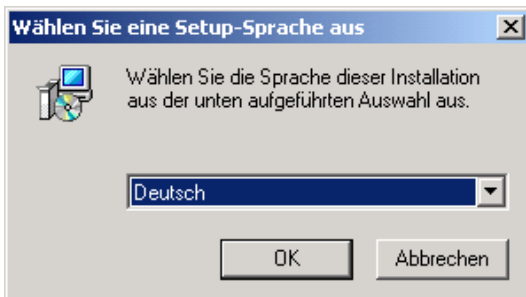 Wählen Sie eine Setup-Sprache aus
Wählen Sie die Sprache dieser Installation
aus der unten aufgeführten Auswahl aus.
Deutsch
OK
Abbrechen